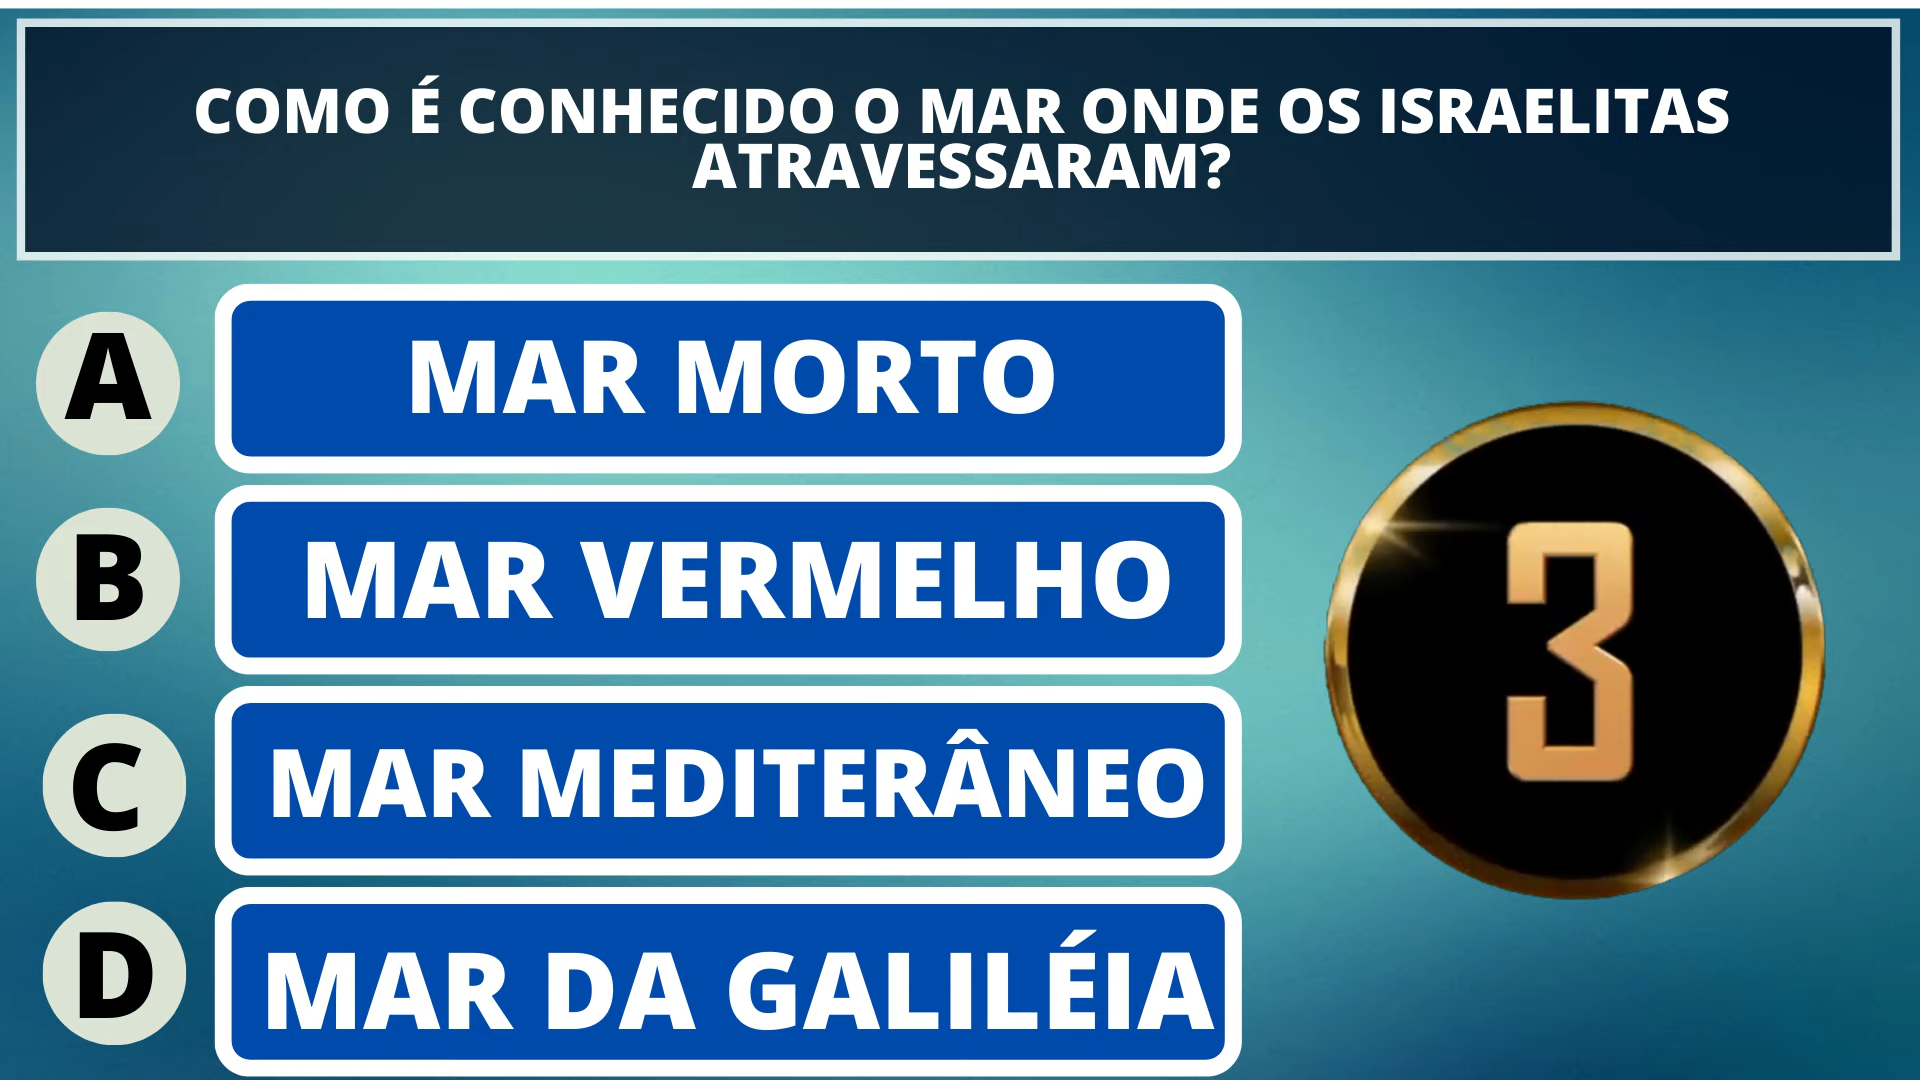 COMO É CONHECIDO O MAR ONDE OS ISRAELITAS
ATRAVESSARAM?
A
MAR MORTO
B
MAR VERMELHO
C
MAR MEDITERÂNEO
D
MAR DA GALILÉIA
3